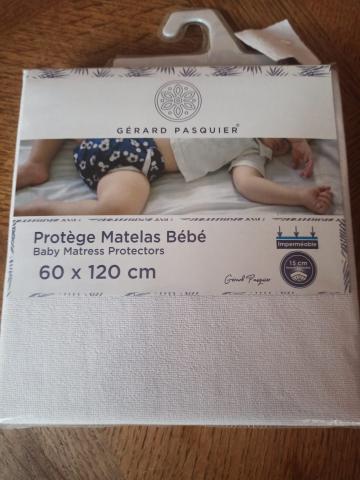 GÉRARD PASQUIER®
Protège Matelas Bébé
Baby Matress Protectors
60 x 120 cm
Imperméable
15 cm
Gérard Pasquier